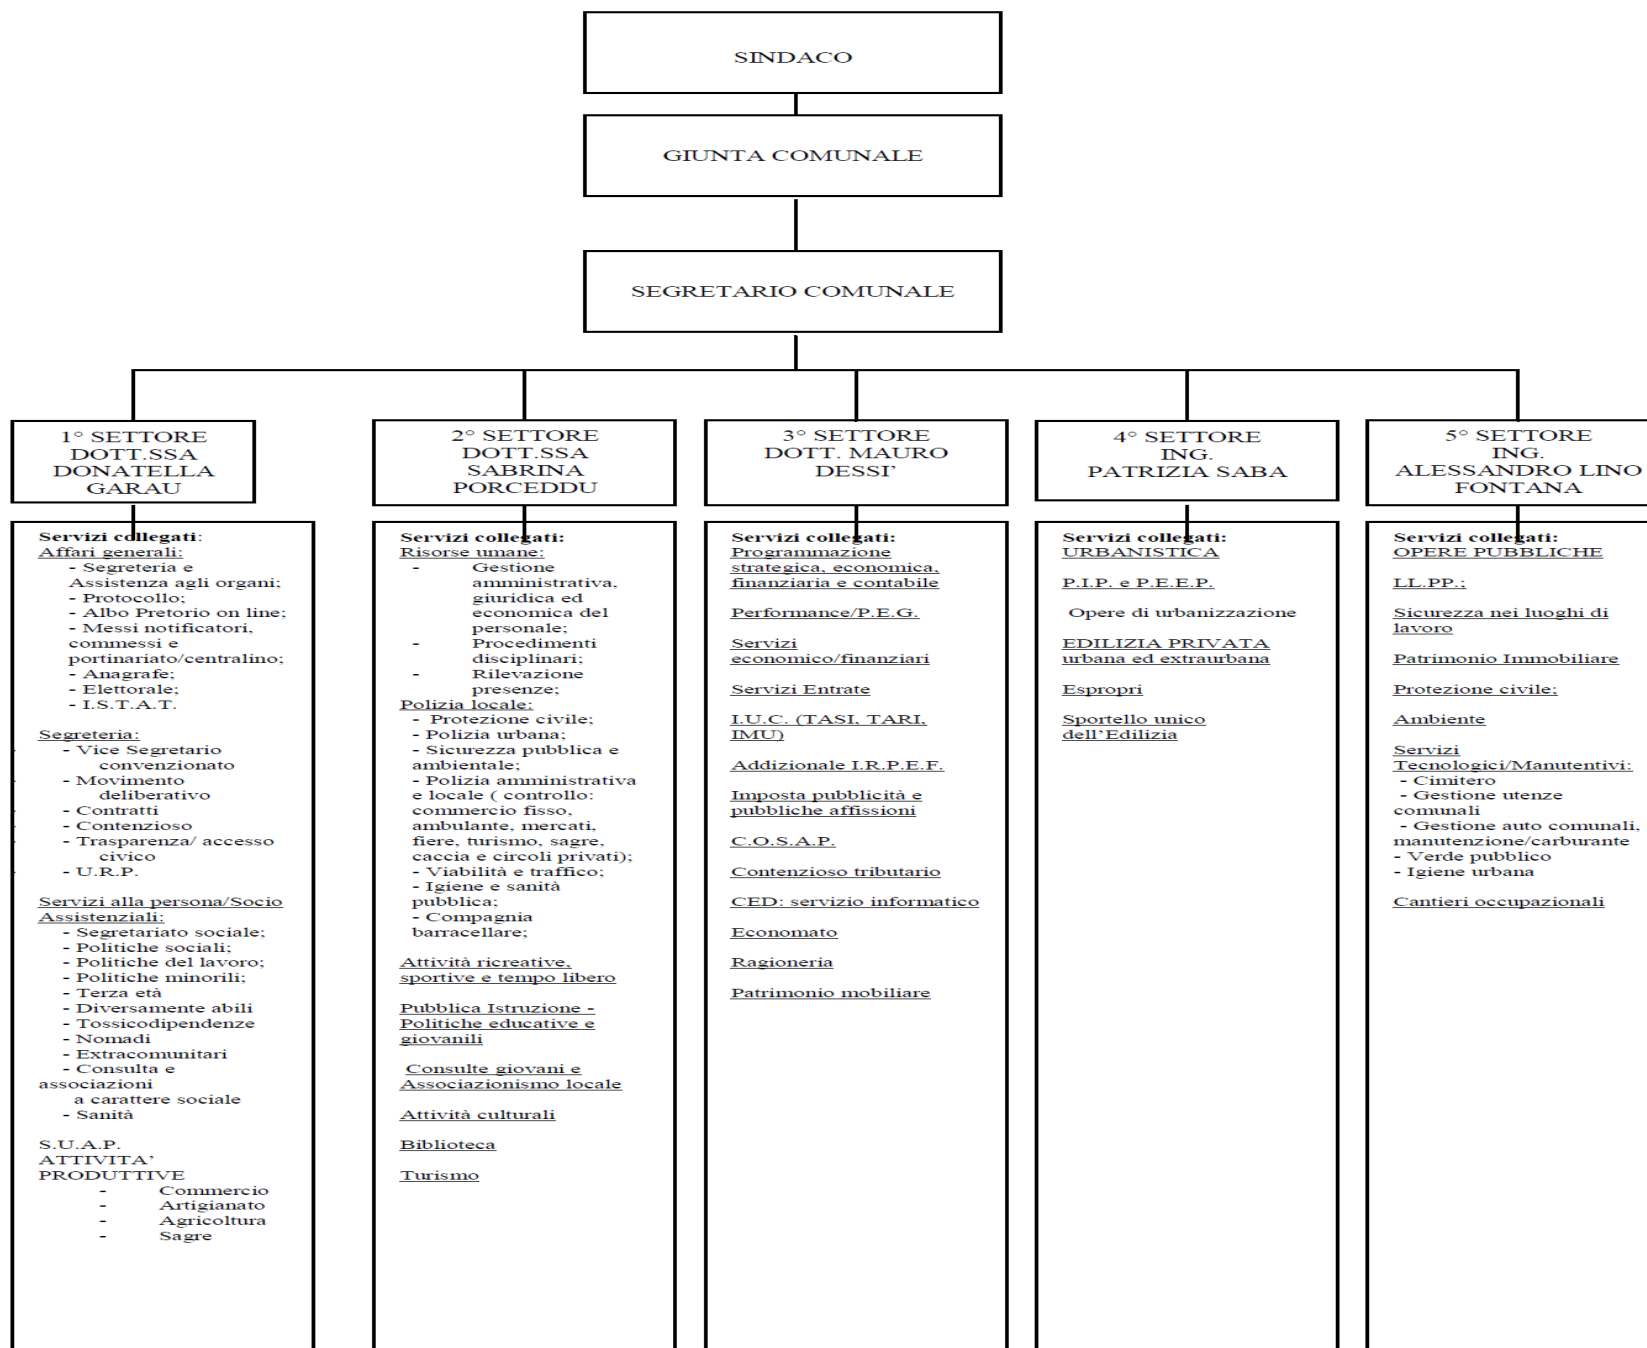 SINDACO
GIUNTA COMUNALE
SEGRETARIO COMUNALE
1° SETTORE
DOTT.SSA
DONATELLA
GARAU
2° SETTORE
DOTT.SSA
SABRINA
PORCEDDU
3° SETTORE
DOTT. MAURO
DESSI’
4° SETTORE
ING.
PATRIZIA SABA
5° SETTORE
ING.
ALESSANDRO LINO
FONTANA
Servizi collegati:
Affari generali:
- Segreteria e
Assistenza agli organi;
- Protocollo;
- Albo Pretorio on line;
- Messi notificatori,
commessi e
portinariato/centralino;
- Anagrafe;
- Elettorale;
- I.S.T.A.T.
Segreteria:
- - Vice Segretario
convenzionato
- - Movimento
deliberativo
- - Contratti
- - Contenzioso
- - Trasparenza/ accesso
civico
- - U.R.P.
Servizi alla persona/Socio
Assistenziali:
- Segretariato sociale;
- Politiche sociali;
- Politiche del lavoro;
- Politiche minorili;
- Terza età
- Diversamente abili
- Tossicodipendenze
- Nomadi
- Extracomunitari
- Consulta e
associazioni
a carattere sociale
- Sanità
S.U.A.P.
ATTIVITA’
PRODUTTIVE
- Commercio
- Artigianato
- Agricoltura
- Sagre
Servizi collegati:
Risorse umane:
- Gestione
amministrativa,
giuridica ed
economica del
personale;
- Procedimenti
disciplinari;
- Rilevazione
presenze;
Polizia locale:
- Protezione civile;
- Polizia urbana;
- Sicurezza pubblica e
ambientale;
- Polizia amministrativa
e locale ( controllo:
commercio fisso,
ambulante, mercati,
fiere, turismo, sagre,
caccia e circoli privati);
- Viabilità e traffico;
- Igiene e sanità
pubblica;
- Compagnia
barracellare;
Attività ricreative,
sportive e tempo libero
Pubblica Istruzione -
Politiche educative e
giovanili
Consulte giovani e
Associazionismo locale
Attività culturali
Biblioteca
Turismo
Servizi collegati:
Programmazione
strategica, economica,
finanziaria e contabile
Performance/P.E.G.
Servizi
economico/finanziari
Servizi Entrate
I.U.C. (TASI, TARI,
IMU)
Addizionale I.R.P.E.F.
Imposta pubblicità e
pubbliche affissioni
C.O.S.A.P.
Contenzioso tributario
CED: servizio informatico
Economato
Ragioneria
Patrimonio mobiliare
Servizi collegati:
URBANISTICA
P.I.P. e P.E.E.P.
Opere di urbanizzazione
EDILIZIA PRIVATA
urbana ed extraurbana
Espropri
Sportello unico
dell’Edilizia
Servizi collegati:
OPERE PUBBLICHE
LL.PP.;
Sicurezza nei luoghi di
lavoro
Patrimonio Immobiliare
Protezione civile;
Ambiente
Servizi
Tecnologici/Manutentivi:
- Cimitero
- Gestione utenze
comunali
- Gestione auto comunali,
manutenzione/carburante
- Verde pubblico
- Igiene urbana
Cantieri occupazionali